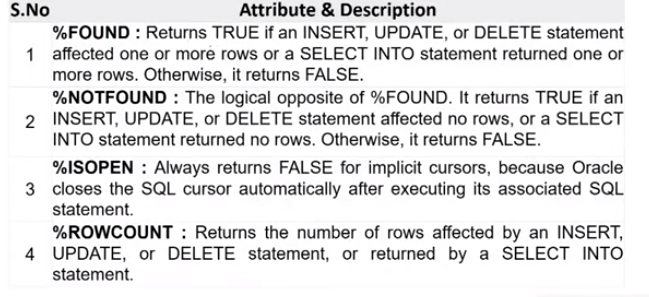 S.No Attribute & Description
%FOUND : Returns TRUE if an INSERT, UPDATE, or DELETE statement
1 affected one or more rows or a SELECT INTO statement returned one or
more rows. Otherwise, it returns FALSE.
%NOTFOUND : The logical opposite of %FOUND. It returns TRUE if an
2 INSERT, UPDATE, or DELETE statement affected no rows, or a SELECT
INTO statement returned no rows. Otherwise, it returns FALSE.
%ISOPEN : Always returns FALSE for implicit cursors, because Oracle
3 closes the SQL cursor automatically after executing its associated SQL
statement.
%ROWCOUNT : Returns the number of rows affected by an INSERT,
4 UPDATE, or DELETE statement, or returned by a SELECT INTO
statement.